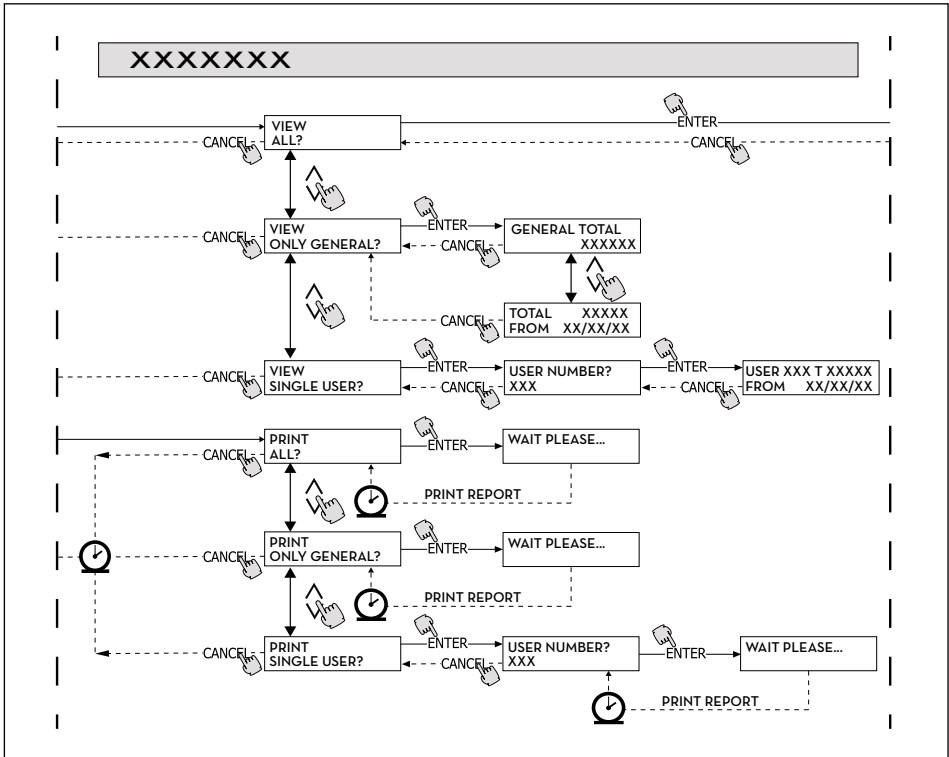 XXXXXXX
VIEW
ALL?
ENTER
CANCEL
CANCEL
VIEW
ONLY GENERAL?
CANCEL
ENTER
CANCEL
GENERAL TOTAL
XXXXXX
CANCEL
TOTAL XXXXX
FROM XX/XX/XX
VIEW
SINGLE USER?
CANCEL
ENTER
CANCEL
USER NUMBER?
XXX
ENTER
CANCEL
USER XXX T XXXXX
FROM XX/XX/XX
PRINT
ALL?
CANCEL
ENTER
WAIT PLEASE...
PRINT REPORT
PRINT
ONLY GENERAL?
CANCEL
ENTER
WAIT PLEASE...
PRINT REPORT
PRINT
SINGLE USER?
CANCEL
ENTER
CANCEL
USER NUMBER?
XXX
ENTER
WAIT PLEASE...
PRINT REPORT